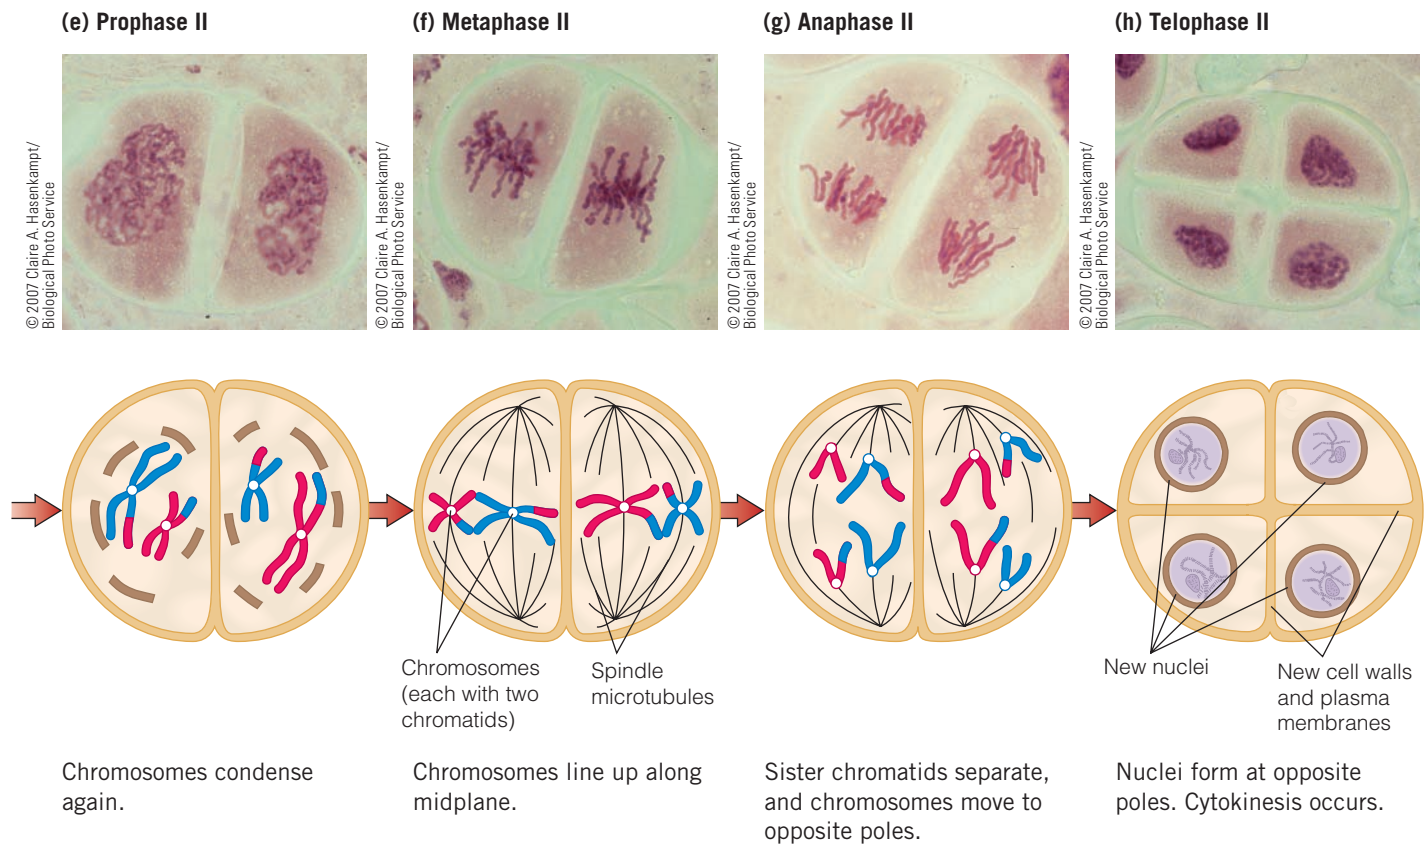 (e) Prophase II
(f) Metaphase II
(g) Anaphase II
(h) Telophase II
© 2007 Claire A. Hasenkampt/
Biological Photo Service
© 2007 Claire A. Hasenkampt/
Biological Photo Service
© 2007 Claire A. Hasenkampt/
Biological Photo Service
© 2007 Claire A. Hasenkampt/
Biological Photo Service
Chromosomes
(each with two
chromatids)
Spindle
microtubules
New nuclei
New cell walls
and plasma
membranes
Chromosomes condense
again.
Chromosomes line up along
midplane.
Sister chromatids separate,
and chromosomes move to
opposite poles.
Nuclei form at opposite
poles. Cytokinesis occurs.